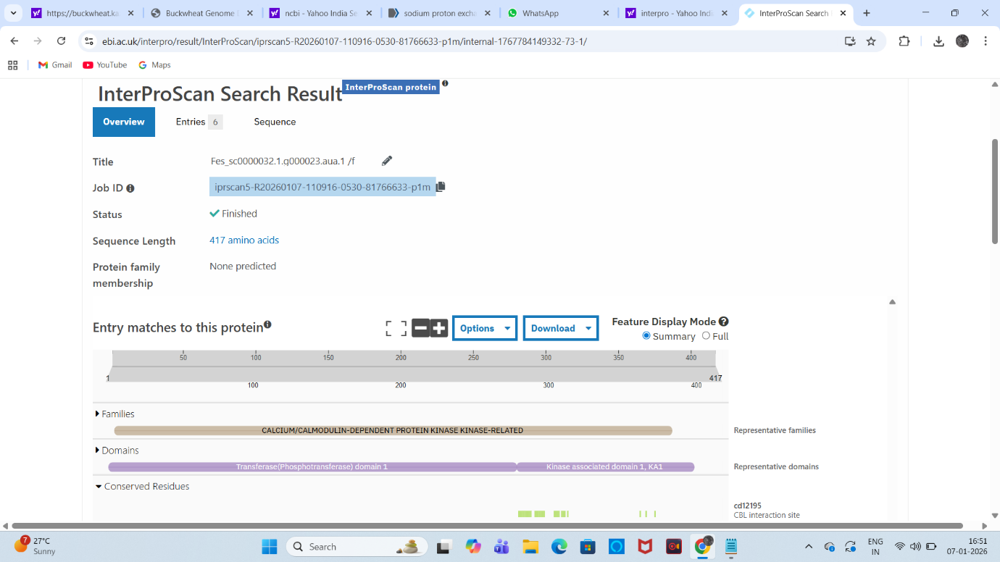 https://buckwheat.ka
Buckwheat Genome
ncbi - Yahoo India Se
sodium proton excha
WhatsApp
interpro - Yahoo Indi
InterProScan Search
ebi.ac.uk/interpro/result/InterProScan/iprscan5-R20260107-110916-0530-81766633-p1m/internal-1767784149332-73-1/
Gmail YouTube Maps
InterProScan Search Result InterProScan protein
Overview Entries 6 Sequence
Title Fes_sc0000032.1.g000023.aua.1 /f
Job ID iprscan5-R20260107-110916-0530-81766633-p1m
Status Finished
Sequence Length 417 amino acids
Protein family membership None predicted
Entry matches to this protein Options Download Feature Display Mode
Summary Full
50 100 150 200 250 300 350 400
1 417
100 200 300 400
Families
CALCIUM/CALMODULIN-DEPENDENT PROTEIN KINASE KINASE-RELATED Representative families
Domains
Transferase(Phosphotransferase) domain 1 Kinase associated domain 1, KA1 Representative domains
Conserved Residues
cd12195
CBL interaction site
7 27°C
Sunny
Search
ENG
IN
16:51
07-01-2026